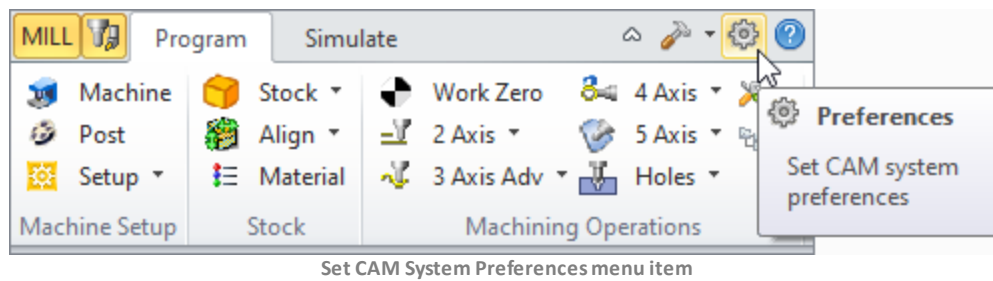 MILL Program Simulate
Machine Stock Work Zero 4 Axis
Post Align 2 Axis 5 Axis
Setup Material 3 Axis Adv Holes
Machine Setup Stock Machining Operations
Preferences
Set CAM system
preferences
Set CAM System Preferences menu item